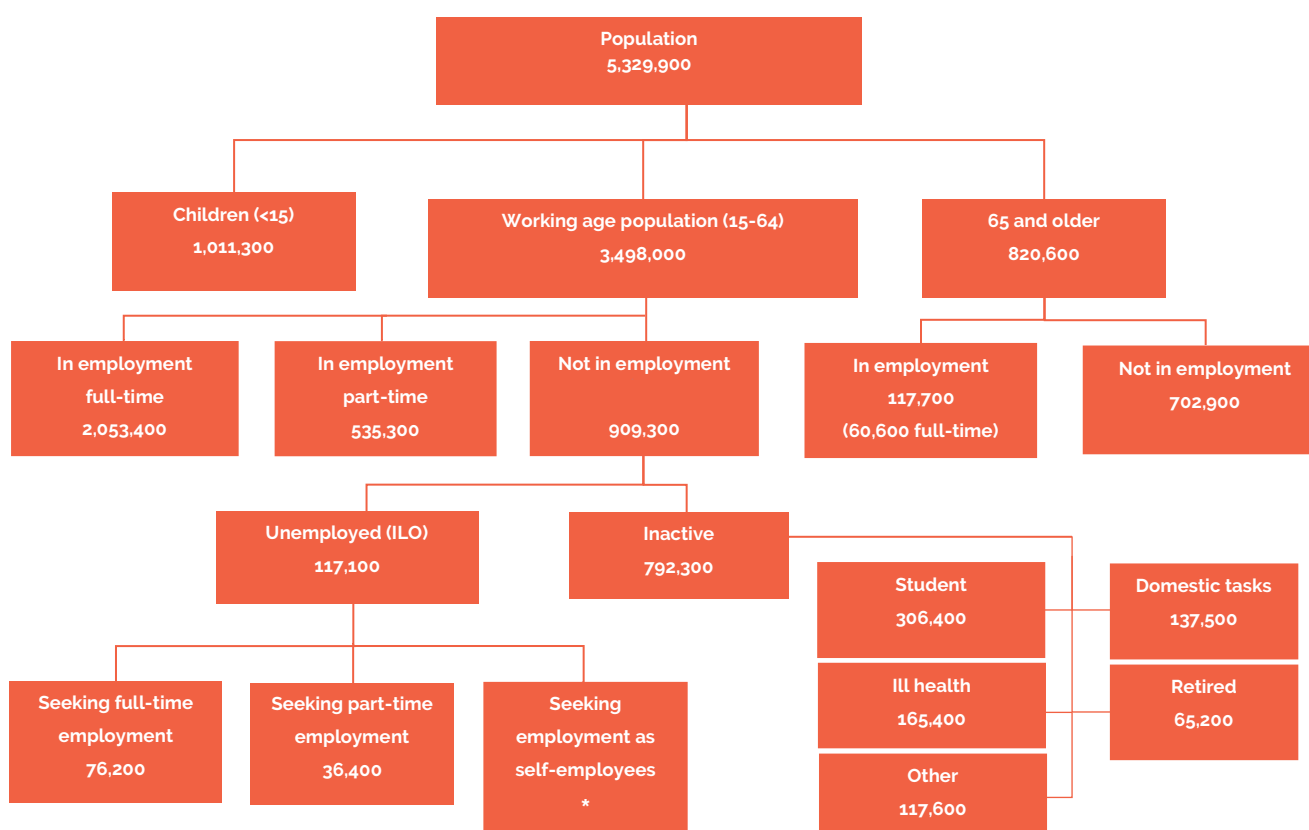 Population
5,329,900
Children (<15)
1,011,300
Working age population (15-64)
3,498,000
65 and older
820,600
In employment
full-time
2,053,400
In employment
part-time
535,300
Not in employment
909,300
In employment
117,700
(60,600 full-time)
Not in employment
702,900
Unemployed (ILO)
117,100
Inactive
792,300
Student
306,400
Domestic tasks
137,500
Ill health
165,400
Retired
65,200
Other
117,600
Seeking full-time
employment
76,200
Seeking part-time
employment
36,400
Seeking
employment as
self-employees
*